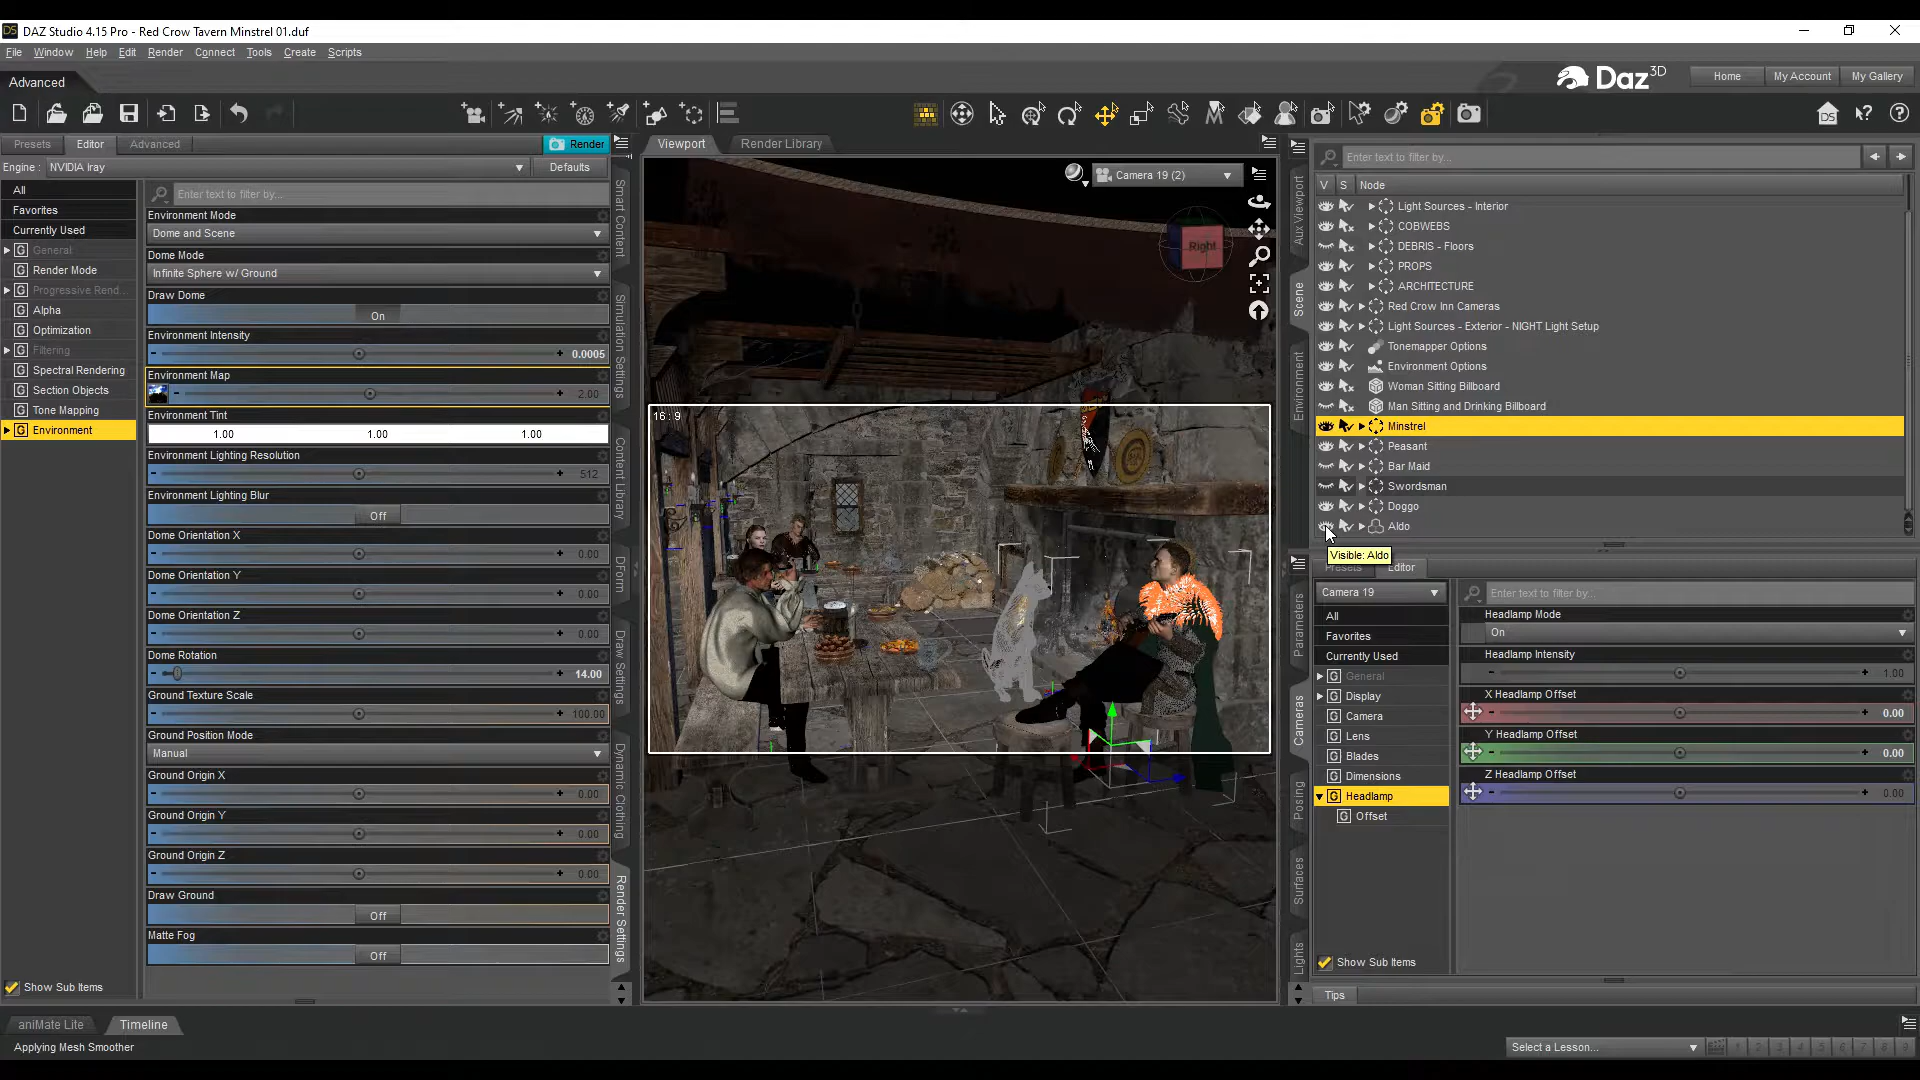 DAZ Studio 4.15 Pro - Red Crow Tavern Minstrel 01.duf
File Window Help Edit Render Connect Tools Create Scripts
Advanced
Daz 3D
Home My Account My Gallery
Presets Editor Advanced Render
Engine : NVIDIA Iray Defaults
All
Favorites
Currently Used
General
Render Mode
Progressive Rend...
Alpha
Optimization
Filtering
Spectral Rendering
Section Objects
Tone Mapping
Environment
Show Sub Items
Enter text to filter by...
Environment Mode
Dome and Scene
Dome Mode
Infinite Sphere w/ Ground
Draw Dome
On
Environment Intensity
0.0005
Environment Map
2.00
Environment Tint
1.00 1.00 1.00
Environment Lighting Resolution
512
Environment Lighting Blur
Off
Dome Orientation X
0.00
Dome Orientation Y
0.00
Dome Orientation Z
0.00
Dome Rotation
14.00
Ground Texture Scale
100.00
Ground Position Mode
Manual
Ground Origin X
0.00
Ground Origin Y
0.00
Ground Origin Z
0.00
Draw Ground
Off
Matte Fog
Off
Smart Content
Simulation Settings
Content Library
DForm
Draw Settings
Dynamic Clothing
Render Settings
Viewport Render Library
Camera 19 (2)
Right
16 : 9
Aux Viewport
Scene
Environment
Enter text to filter by...
V S Node
Light Sources - Interior
COBWEBS
DEBRIS - Floors
PROPS
ARCHITECTURE
Red Crow Inn Cameras
Light Sources - Exterior - NIGHT Light Setup
Tonemapper Options
Environment Options
Woman Sitting Billboard
Man Sitting and Drinking Billboard
Minstrel
Peasant
Bar Maid
Swordsman
Doggo
Aldo
Visible: Aldo
Presets Editor
Parameters
Cameras
Posing
Surfaces
Lights
Camera 19
All
Favorites
Currently Used
General
Display
Camera
Lens
Blades
Dimensions
Headlamp
Offset
Show Sub Items
Enter text to filter by...
Headlamp Mode
On
Headlamp Intensity
1.00
X Headlamp Offset
0.00
Y Headlamp Offset
0.00
Z Headlamp Offset
0.00
Tips
aniMate Lite Timeline
Applying Mesh Smoother
Select a Lesson...
1 2 3 4 5 6 7 8 9